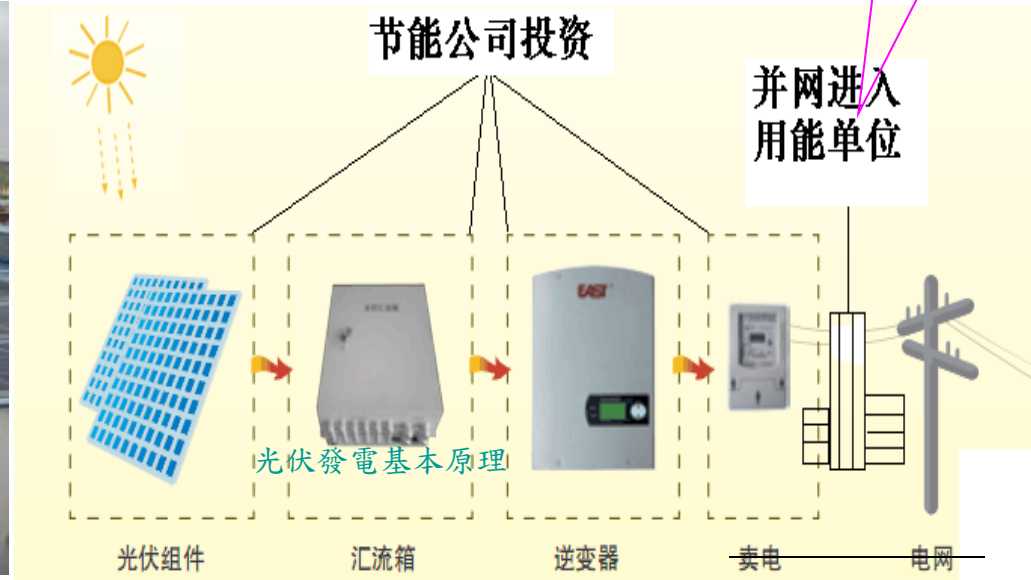 节能公司投资
并网进入
用能单位
EAST
光伏發電基本原理
光伏组件
汇流箱
逆变器
卖电
电网